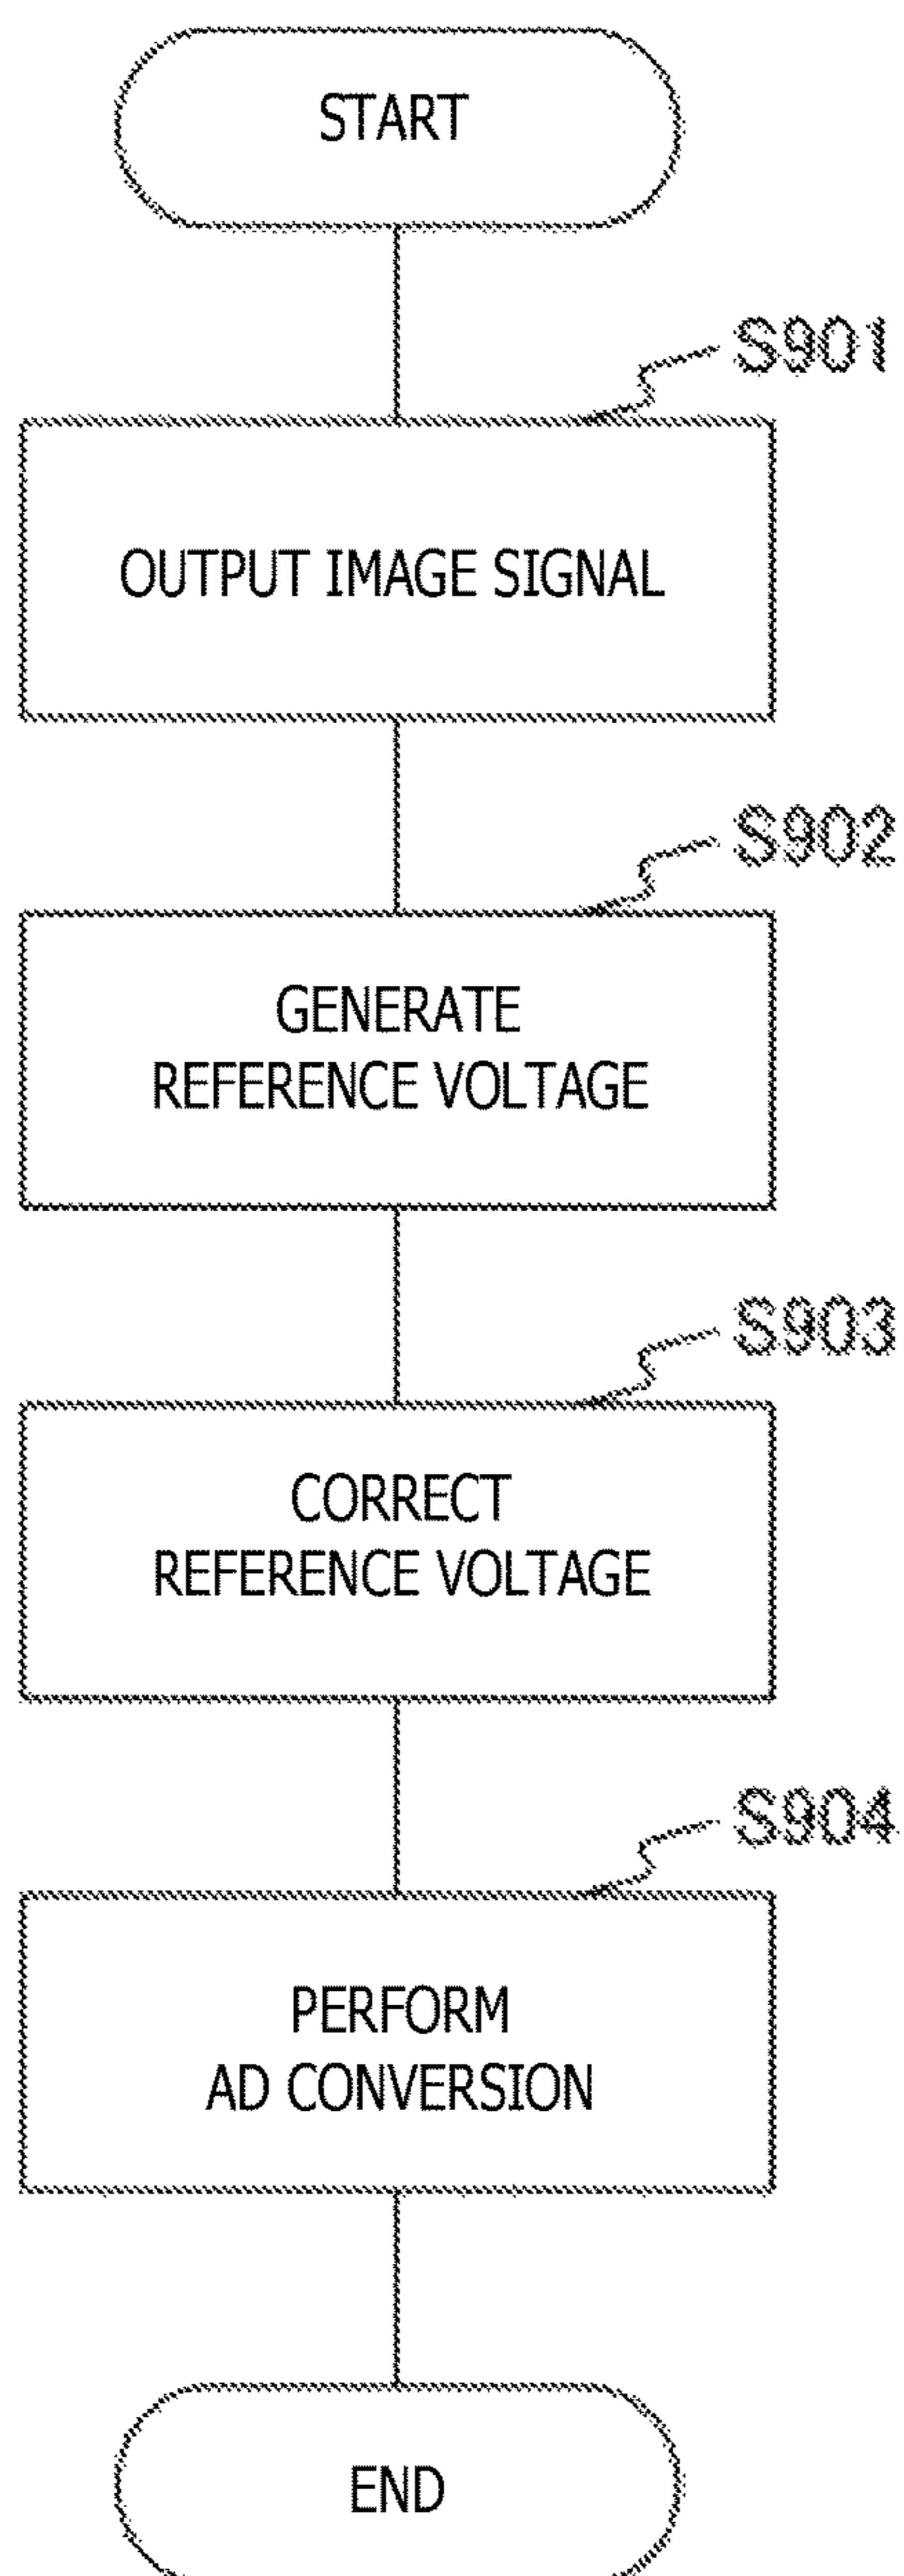 START
S901
OUTPUT IMAGE SIGNAL
S902
GENERATE
REFERENCE VOLTAGE
S903
CORRECT
REFERENCE VOLTAGE
S904
PERFORM
AD CONVERSION
END